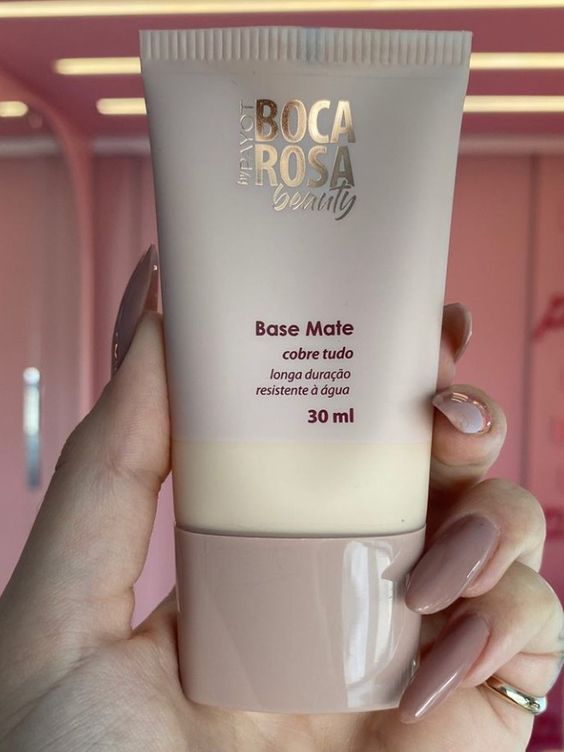 BOCA
ROSA
beauty
by PAYOT
Base Mate
cobre tudo
longa duração
resistente à água
30 ml